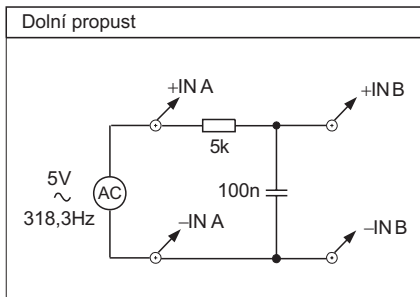 Dolní propust
+IN A
+IN B
5k
5V
AC
100n
~
318,3Hz
–IN A
–IN B